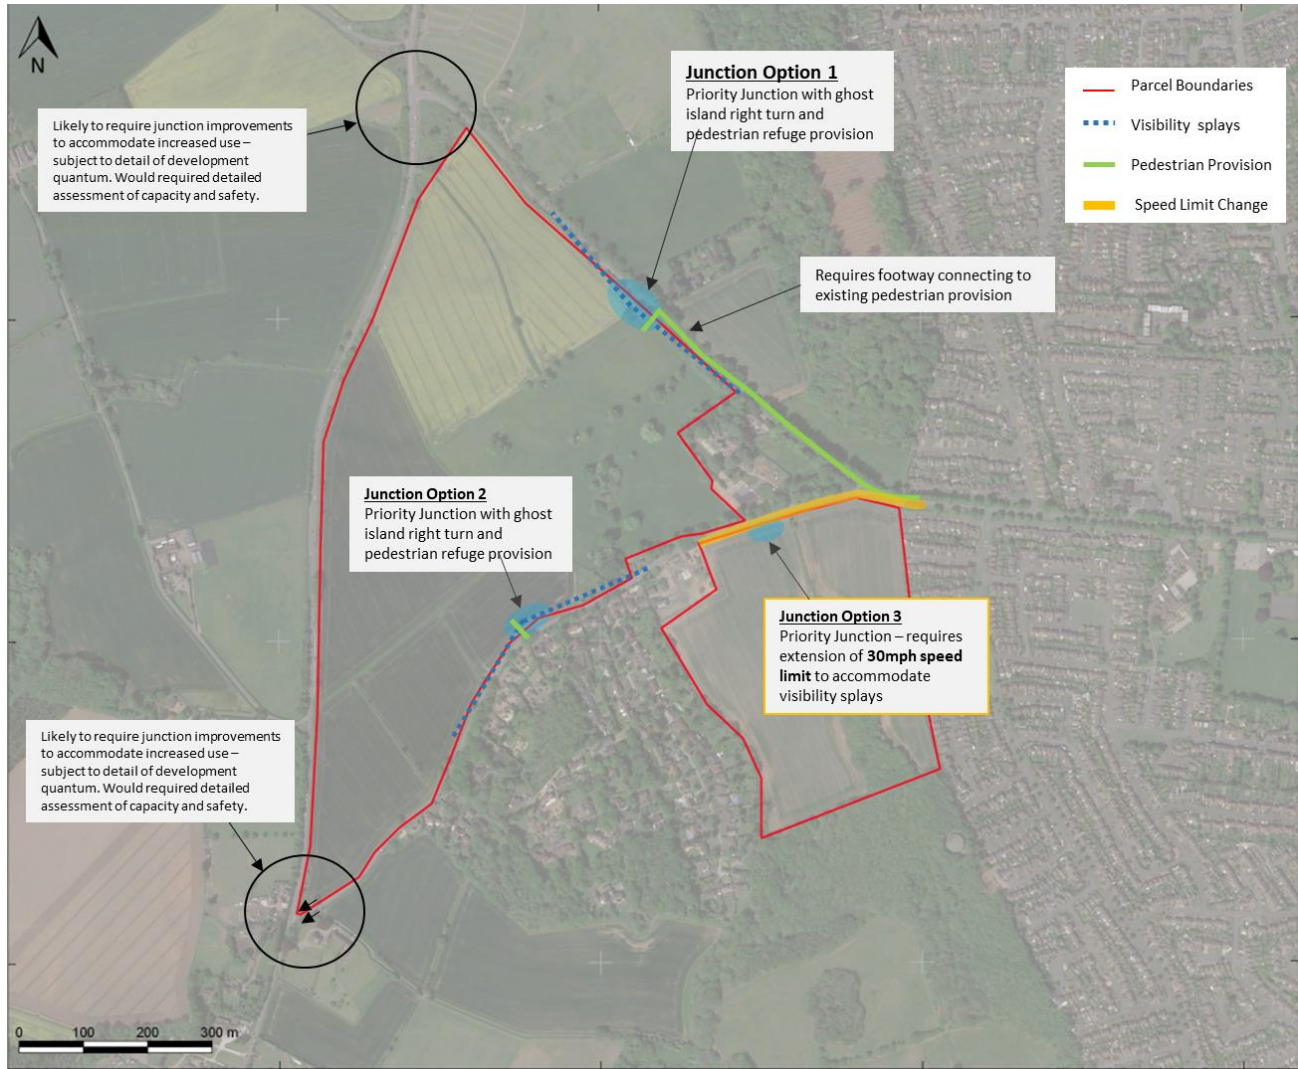 N
Junction Option 1
Priority Junction with ghost
island right turn and
pedestrian refuge provision
Parcel Boundaries
Visibility splays
Pedestrian Provision
Speed Limit Change
Likely to require junction improvements
to accommodate increased use –
subject to detail of development
quantum. Would required detailed
assessment of capacity and safety.
Requires footway connecting to
existing pedestrian provision
Junction Option 2
Priority Junction with ghost
island right turn and
pedestrian refuge provision
Junction Option 3
Priority Junction – requires
extension of 30mph speed
limit to accommodate
visibility splays
Likely to require junction improvements
to accommodate increased use –
subject to detail of development
quantum. Would required detailed
assessment of capacity and safety.
0 100 200 300 m